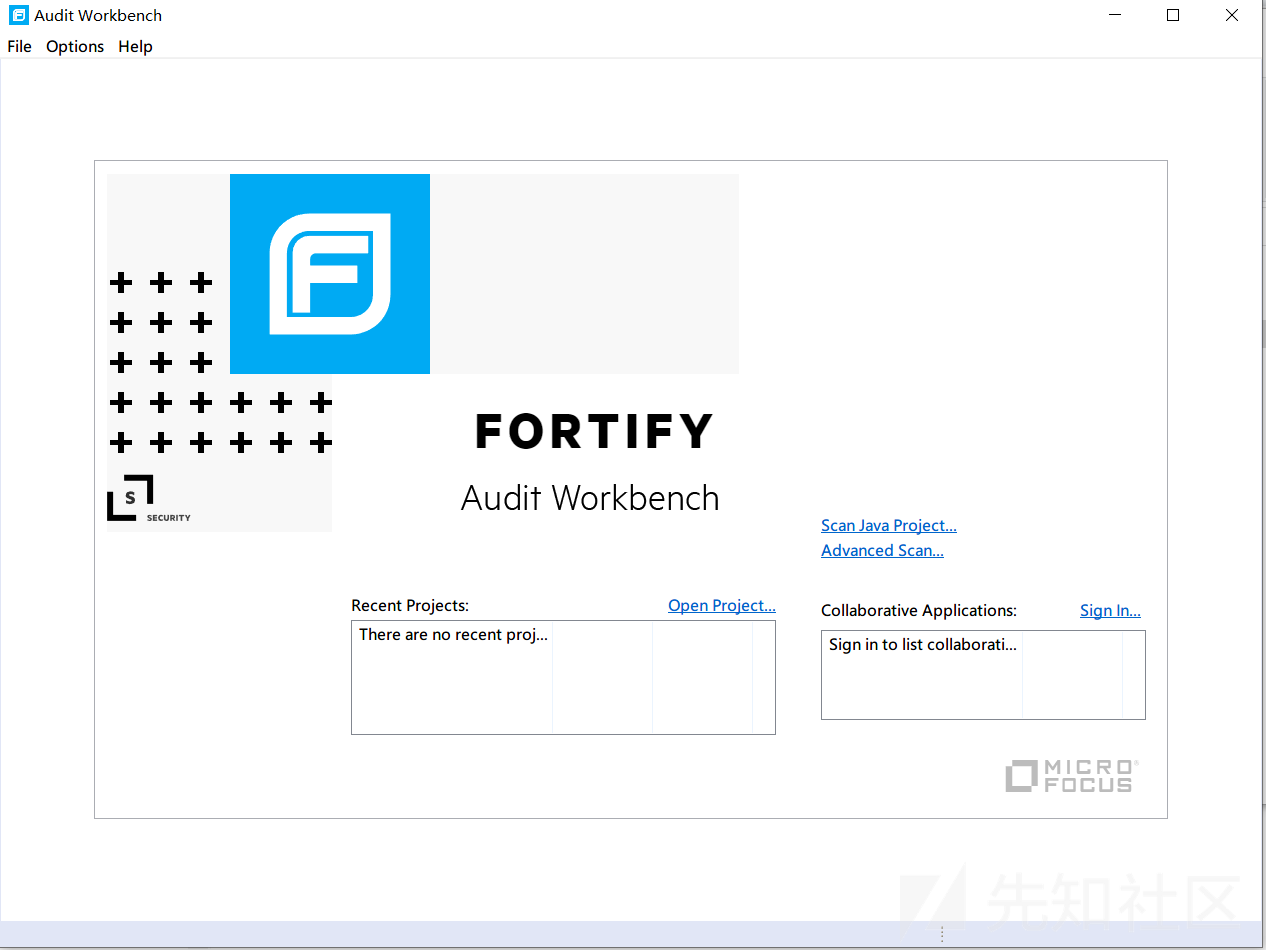 Audit Workbench
File Options Help
S
SECURITY
FORTIFY
Audit Workbench
Scan Java Project...
Advanced Scan...
Recent Projects: Open Project...
There are no recent proj...
Collaborative Applications: Sign In...
Sign in to list collaborati...
MICRO
FOCUS®
先知社区